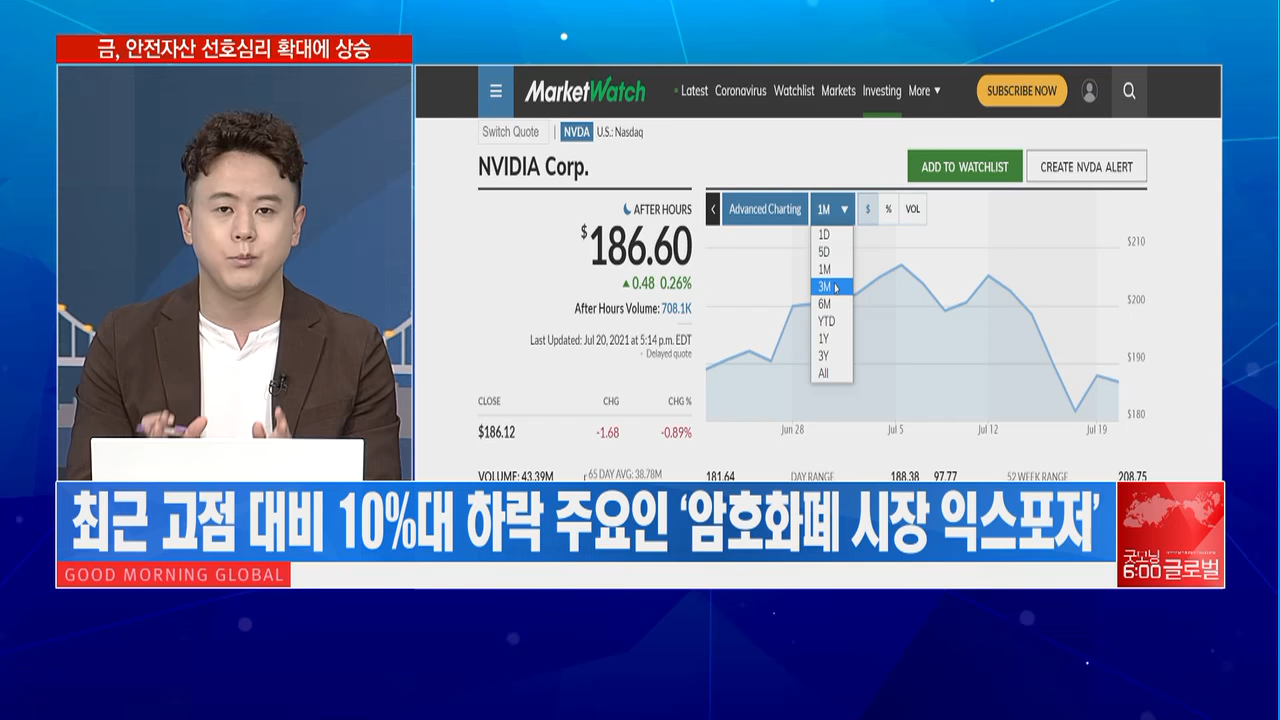 금, 안전자산 선호심리 확대에 상승
☰ MarketWatch Latest Coronavirus Watchlist Markets Investing More ▼ SUBSCRIBE NOW
Switch Quote | NVDA U.S.: Nasdaq
NVIDIA Corp.
ADD TO WATCHLIST CREATE NVDA ALERT
AFTER HOURS
$186.60
▲0.48 0.26%
After Hours Volume: 708.1K
Last Updated: Jul 20, 2021 at 5:14 p.m. EDT
- Delayed quote
CLOSE CHG CHG %
$186.12 -1.68 -0.89%
< Advanced Charting 1M ▼ $ % VOL
1D
5D
1M
3M
6M
YTD
1Y
3Y
All
$210
$200
$190
$180
Jun 28 Jul 5 Jul 12 Jul 19
VOLUME: 43.39M 65 DAY AVG: 38.78M 181.64 DAY RANGE 188.38 97.77 52 WEEK RANGE 208.75
최근 고점 대비 10%대 하락 주요인 ‘암호화폐 시장 익스포저’
GOOD MORNING GLOBAL
굿모닝
6:00 글로벌